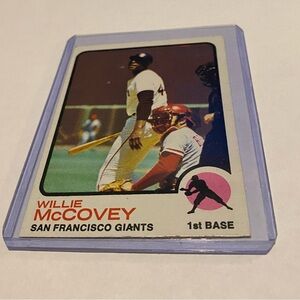 WILLIE
McCOVEY
SAN FRANCISCO GIANTS
1st BASE